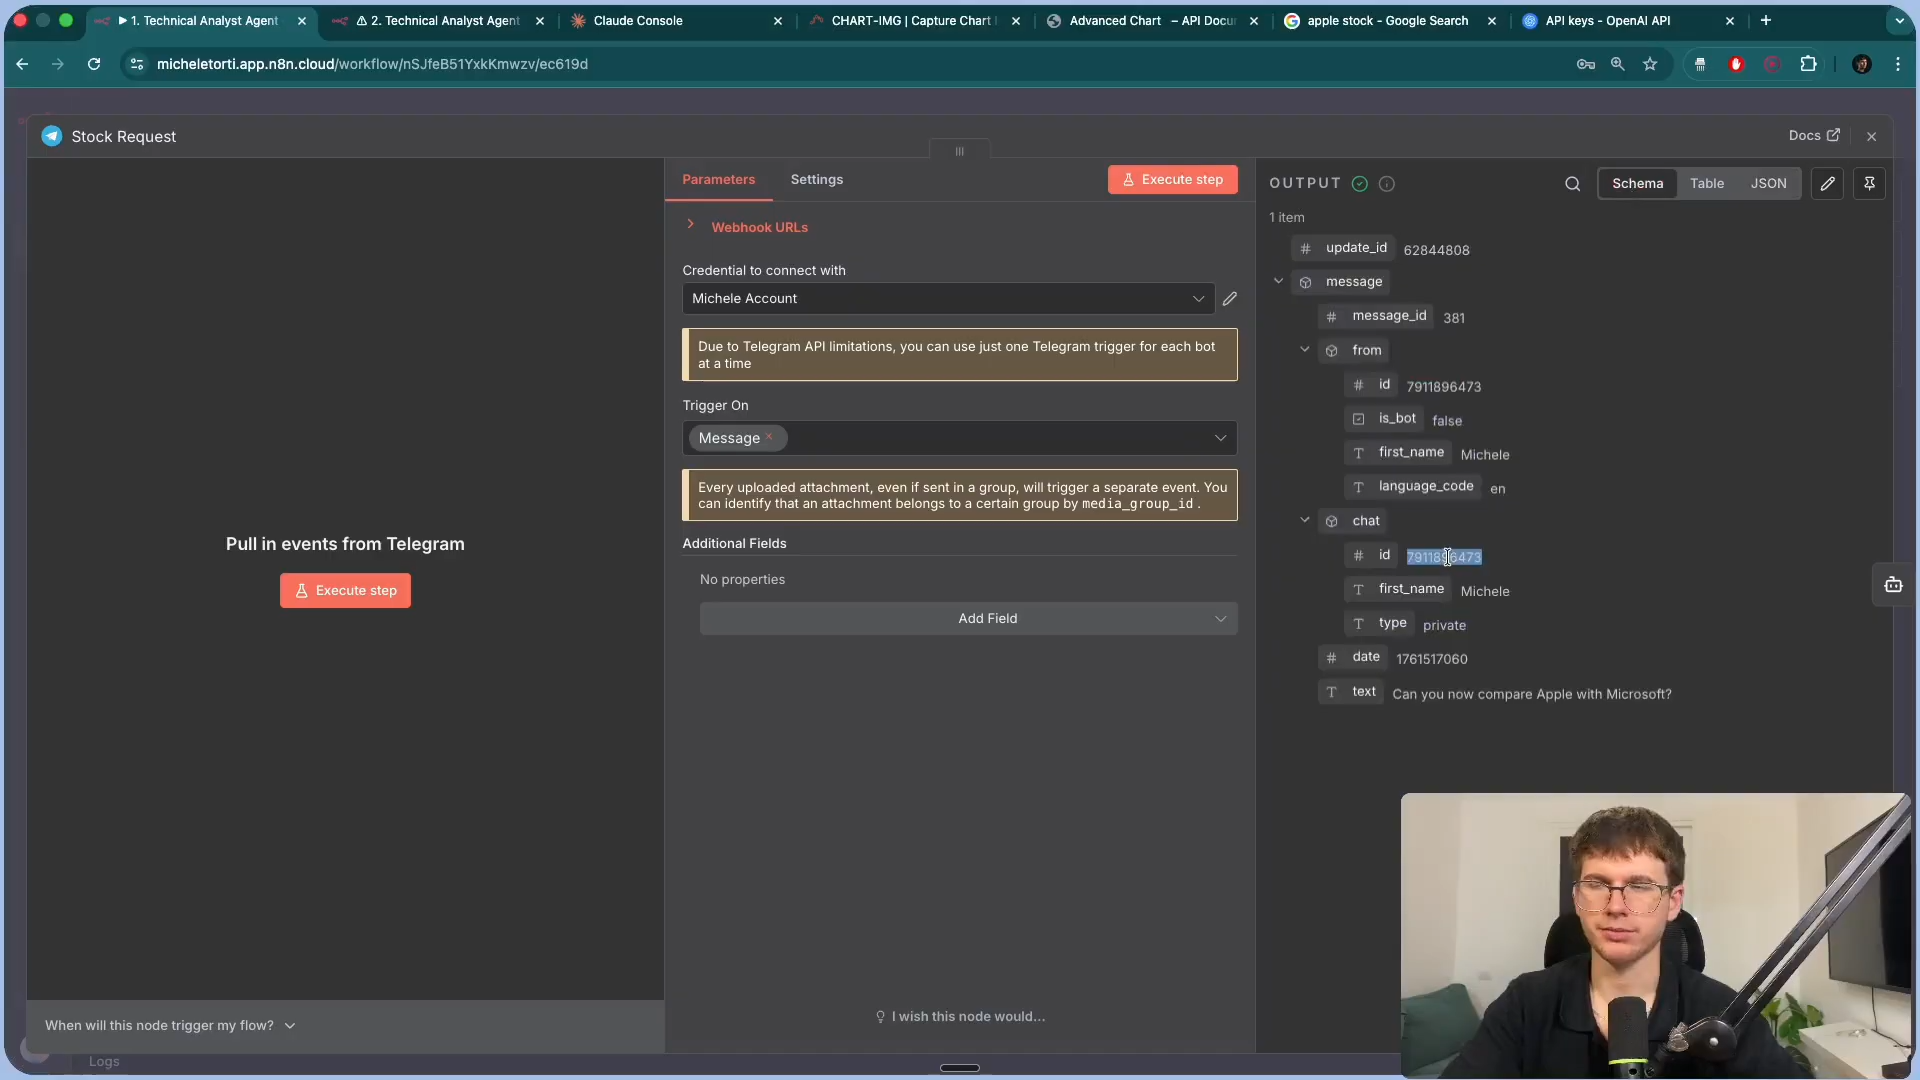 1. Technical Analyst Agent
2. Technical Analyst Agent
Claude Console
CHART-IMG | Capture Chart
Advanced Chart – API Docu
apple stock - Google Search
API keys - OpenAI API
micheletorti.app.n8n.cloud/workflow/nSJfeB51YxkKmwzv/ec619d
Stock Request
Docs
Parameters
Settings
Execute step
OUTPUT
Schema
Table
JSON
1 item
Webhook URLs
Credential to connect with
Michele Account
Due to Telegram API limitations, you can use just one Telegram trigger for each bot
at a time
Trigger On
Message
Every uploaded attachment, even if sent in a group, will trigger a separate event. You
can identify that an attachment belongs to a certain group by media_group_id .
Additional Fields
No properties
Add Field
I wish this node would...
Pull in events from Telegram
Execute step
When will this node trigger my flow?
Logs
# update_id 62844808
message
# message_id 381
from
# id 7911896473
is_bot false
T first_name Michele
T language_code en
chat
# id 7911896473
T first_name Michele
T type private
# date 1761517060
T text Can you now compare Apple with Microsoft?